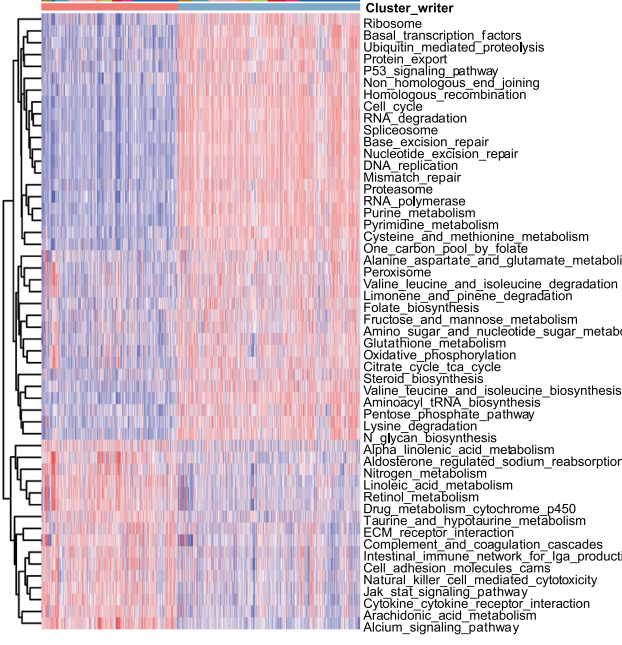 Cluster_writer
Ribosome
Basal_transcription_factors
Ubiquitin_mediated_proteolysis
Protein_export
P53_signaling_pathway
Non_homologous_end_joining
Homologous_recombination
Cell_cycle
RNA_degradation
Spliceosome
Base_excision_repair
Nucleotide_excision_repair
DNA_replication
Mismatch_repair
Proteasome
RNA_polymerase
Purine_metabolism
Pyrimidine_metabolism
Cysteine_and_methionine_metabolism
One_carbon_pool_by_folate
Alanine_aspartate_and_glutamate_metaboli
Peroxisome
Valine_leucine_and_isoleucine_degradation
Limonene_and_pinene_degradation
Folate_biosynthesis
Fructose_and_mannose_metabolism
Amino_sugar_and_nucleotide_sugar_metabo
Glutathione_metabolism
Oxidative_phosphorylation
Citrate_cycle_tca_cycle
Steroid_biosynthesis
Valine_leucine_and_isoleucine_biosynthesis
Aminoacyl_tRNA_biosynthesis
Pentose_phosphate_pathway
Lysine_degradation
N_glycan_biosynthesis
Alpha_linolenic_acid_metabolism
Aldosterone_regulated_sodium_reabsorption
Nitrogen_metabolism
Linoleic_acid_metabolism
Retinol_metabolism
Drug_metabolism_cytochrome_p450
Taurine_and_hypotaurine_metabolism
ECM_receptor_interaction
Complement_and_coagulation_cascades
Intestinal_immune_network_for_Iga_producti
Cell_adhesion_molecules_cams
Natural_killer_cell_mediated_cytotoxicity
Jak_stat_signaling_pathway
Cytokine_cytokine_receptor_interaction
Arachidonic_acid_metabolism
Alcium_signaling_pathway